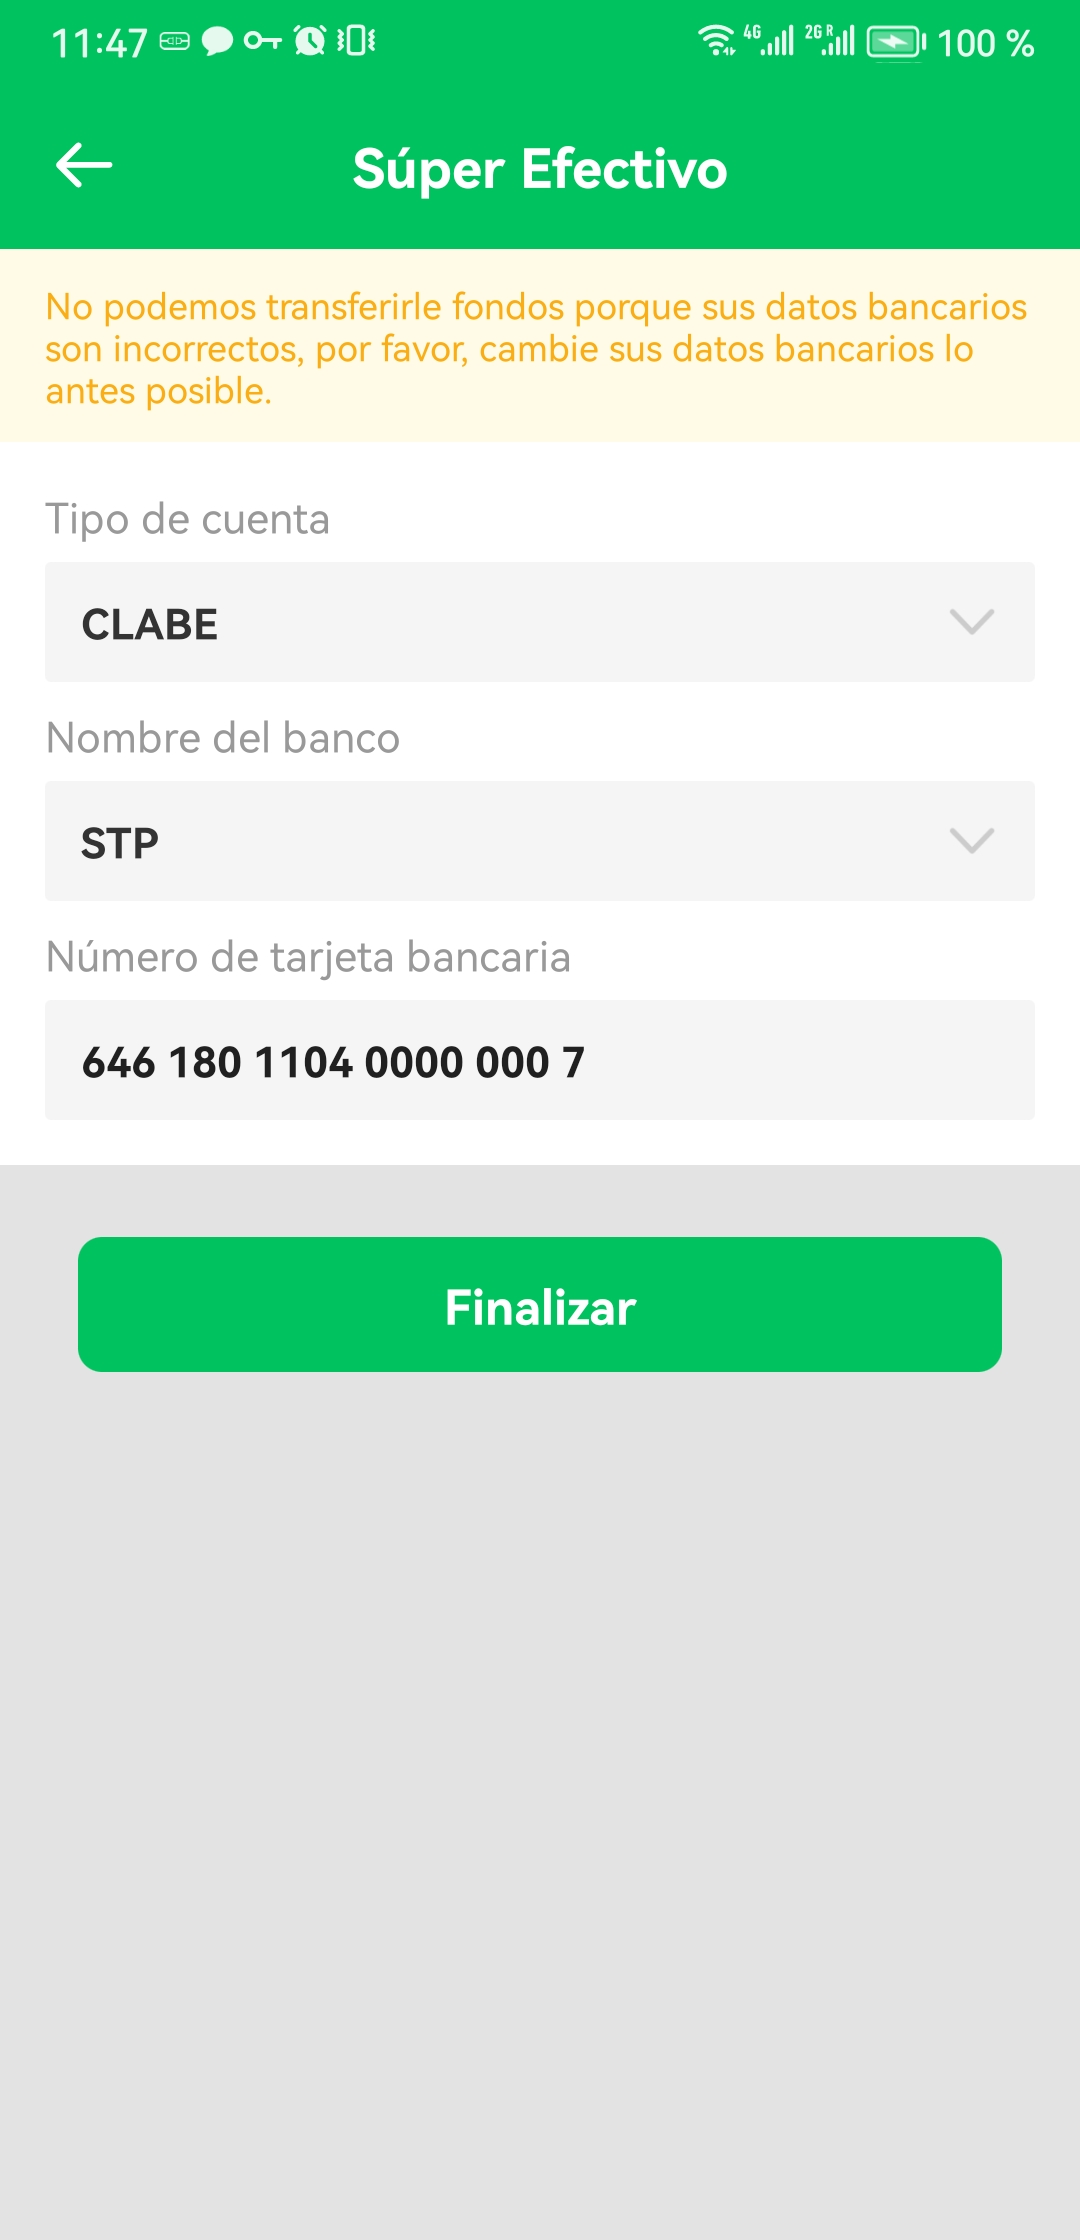 11:47 4G 2G R 100 %
Súper Efectivo
No podemos transferirle fondos porque sus datos bancarios
son incorrectos, por favor, cambie sus datos bancarios lo
antes posible.
Tipo de cuenta
CLABE
Nombre del banco
STP
Número de tarjeta bancaria
646 180 1104 0000 000 7
Finalizar